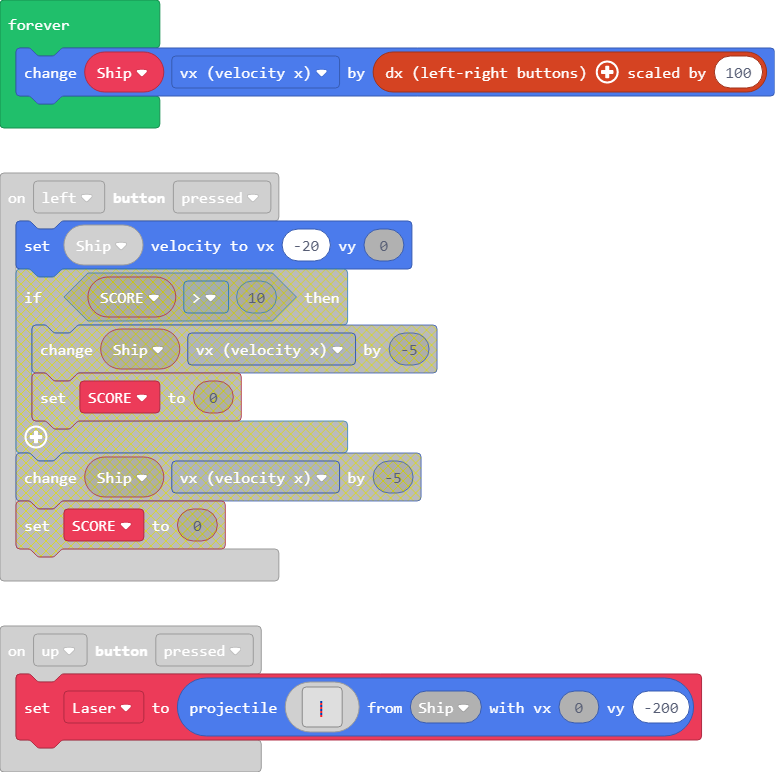 forever
change Ship vx (velocity x) by dx (left-right buttons) scaled by 100
on left button pressed
set Ship velocity to vx -20 vy 0
if SCORE > 10 then
change Ship vx (velocity x) by -5
set SCORE to 0
change Ship vx (velocity x) by -5
set SCORE to 0
on up button pressed
set Laser to projectile from Ship with vx 0 vy -200